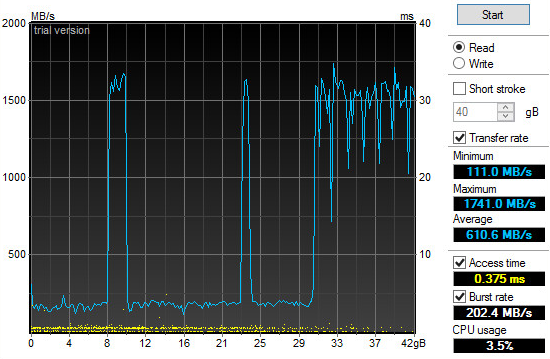 MB/s
ms
trial version
2000
1500
1000
500
40
30
20
10
0
4
8
12
16
20
24
29
33
37
42gB
Start
Read
Write
Short stroke
40
gB
Transfer rate
Minimum
111.0 MB/s
Maximum
1741.0 MB/s
Average
610.6 MB/s
Access time
0.375 ms
Burst rate
202.4 MB/s
CPU usage
3.5%